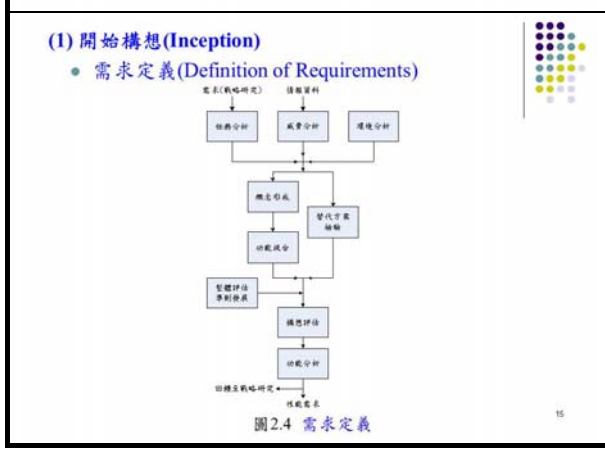 (1) 開始構想(Inception)
需求定義(Definition of Requirements)
需求(戰略研究)
情報資料
任務分析
威脅分析
環境分析
概念形成
替代方案
檢驗
功能混合
整體評估
準則發展
構想評估
功能分析
回饋至戰略研究
性能需求
圖2.4 需求定義
15